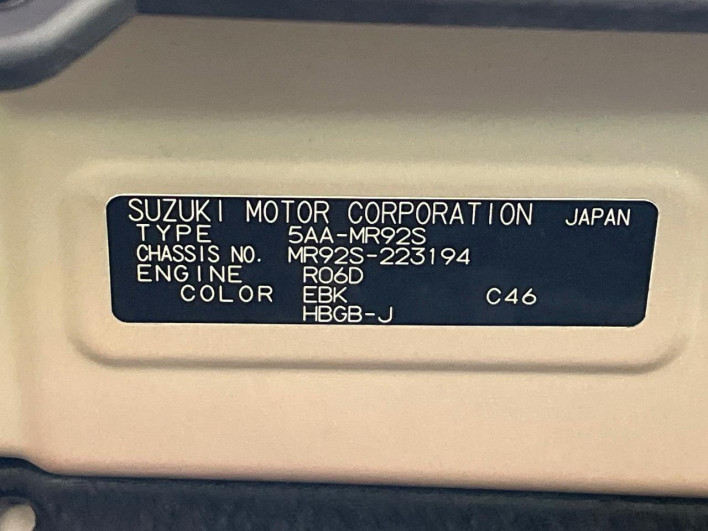 SUZUKI MOTOR CORPORATION JAPAN
TYPE 5AA-MR92S
CHASSIS NO. MR92S-223194
ENGINE R06D
COLOR EBK C46
HBGB-J